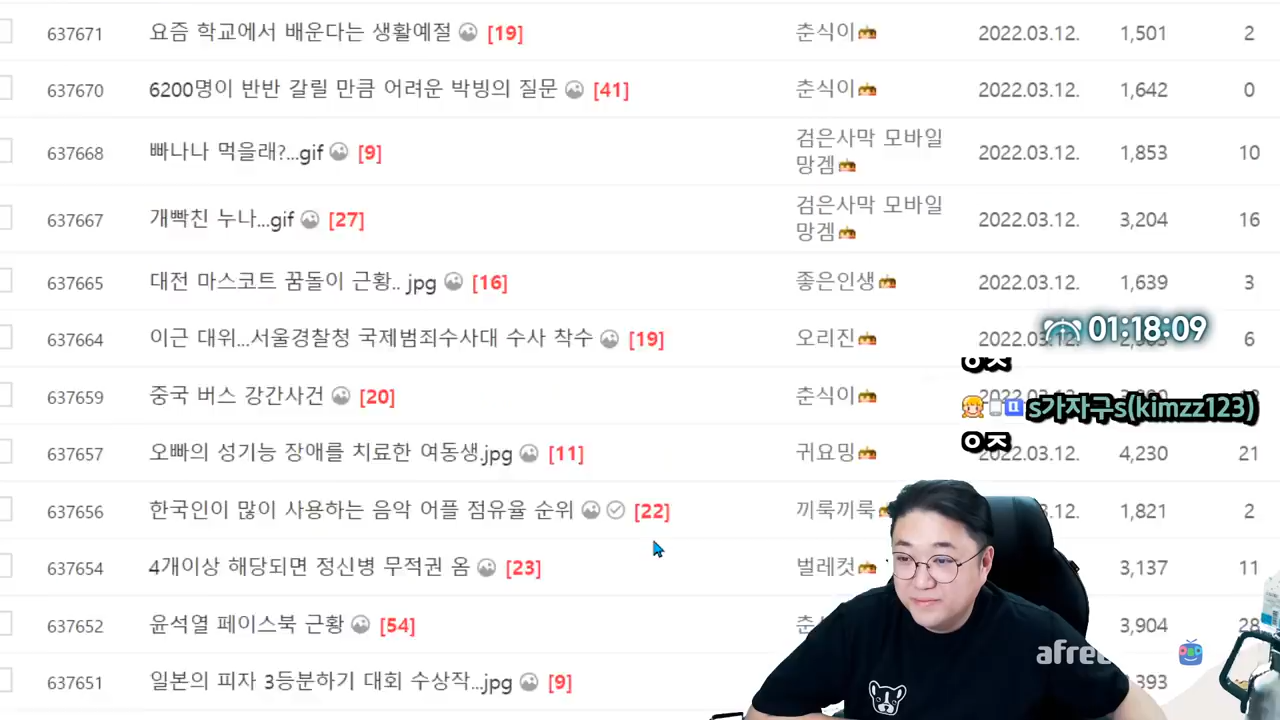 637671 요즘 학교에서 배운다는 생활예절 [19] 춘식이 2022.03.12. 1,501 2
637670 6200명이 반반 갈릴 만큼 어려운 박빙의 질문 [41] 춘식이 2022.03.12. 1,642 0
637668 빠나나 먹을래?...gif [9] 검은사막 모바일 망겜 2022.03.12. 1,853 10
637667 개빡친 누나...gif [27] 검은사막 모바일 망겜 2022.03.12. 3,204 16
637665 대전 마스코트 꿈돌이 근황.. jpg [16] 좋은인생 2022.03.12. 1,639 3
637664 이근 대위...서울경찰청 국제범죄수사대 수사 착수 [19] 오리진 6
01:18:09
ㅇㅈ
637659 중국 버스 강간사건 [20] 춘식이
s가자구s(kimzz123)
ㅇㅈ
637657 오빠의 성기능 장애를 치료한 여동생.jpg [11] 귀요밍 2022.03.12. 4,230 21
637656 한국인이 많이 사용하는 음악 어플 점유율 순위 [22] 끼룩끼룩 .12. 1,821 2
637654 4개이상 해당되면 정신병 무적권 옴 [23] 벌레컷 3,137 11
637652 윤석열 페이스북 근황 [54] 3,904 28
afree
637651 일본의 피자 3등분하기 대회 수상작...jpg [9] 393